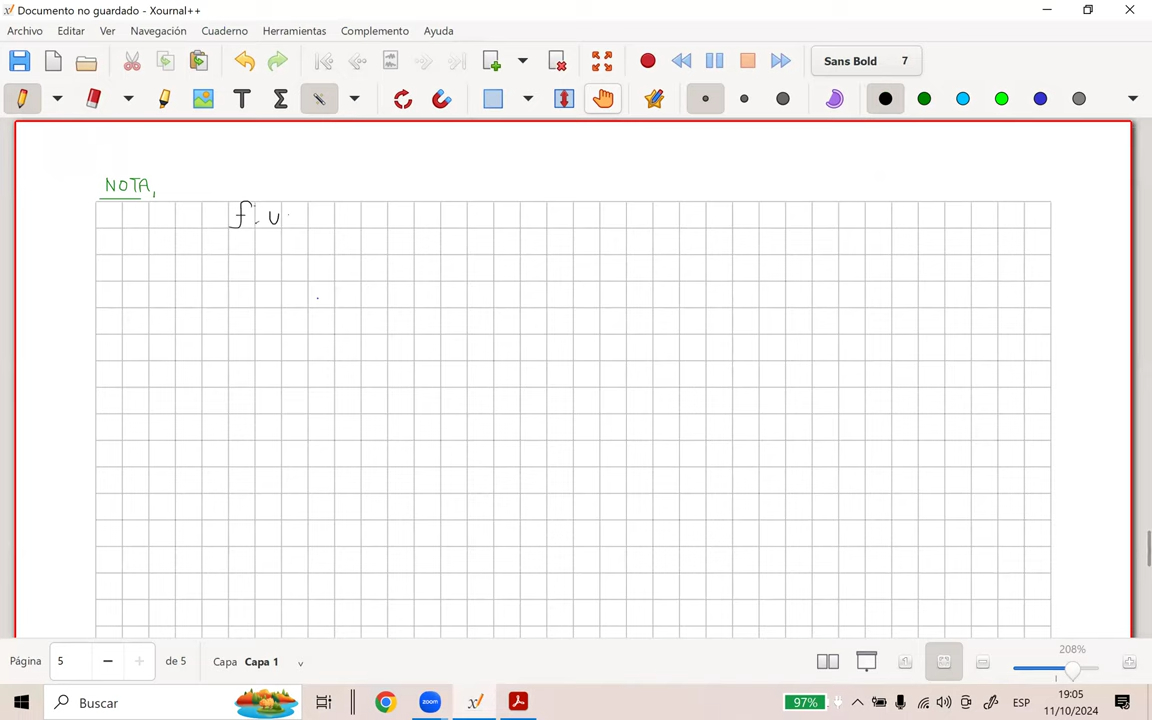 Documento no guardado - Xournal++
Archivo Editar Ver Navegación Cuaderno Herramientas Complemento Ayuda
Sans Bold 7
NOTA,
f: U
Página 5 de 5 Capa Capa 1 208%
Buscar zoom 97% ESP 19:05
11/10/2024